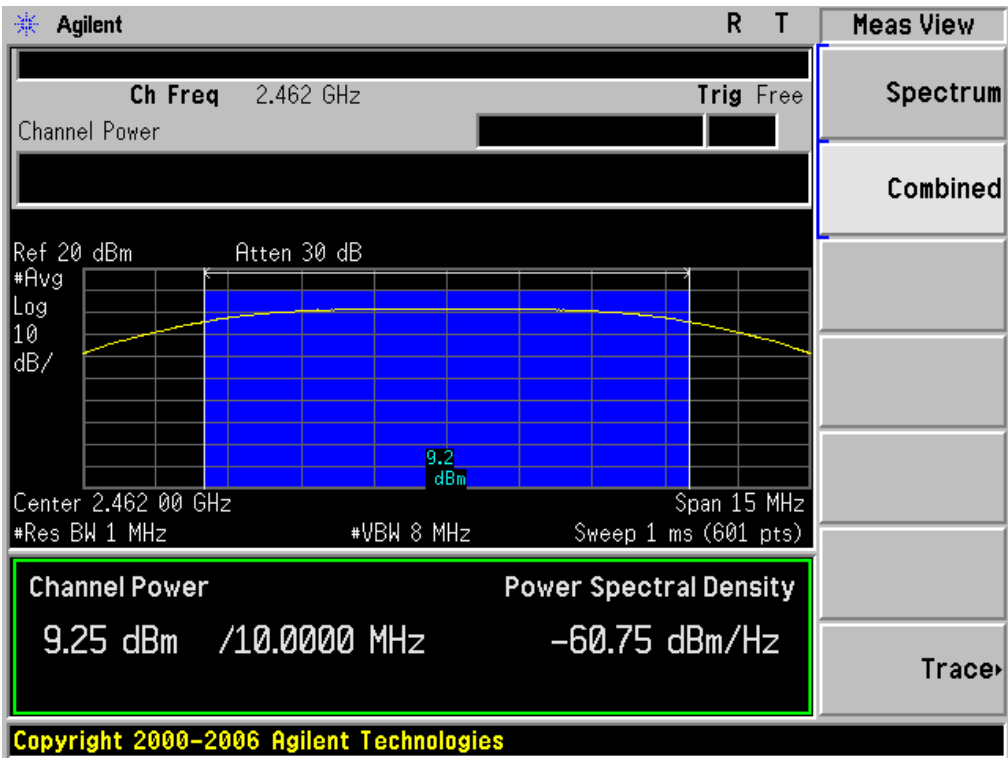 Agilent R T Meas View
Ch Freq 2.462 GHz Trig Free
Channel Power
Spectrum
Combined
Ref 20 dBm Atten 30 dB
#Avg
Log
10
dB/
9.2
dBm
Center 2.462 00 GHz Span 15 MHz
#Res BW 1 MHz #VBW 8 MHz Sweep 1 ms (601 pts)
Channel Power Power Spectral Density
9.25 dBm /10.0000 MHz -60.75 dBm/Hz
Trace
Copyright 2000-2006 Agilent Technologies